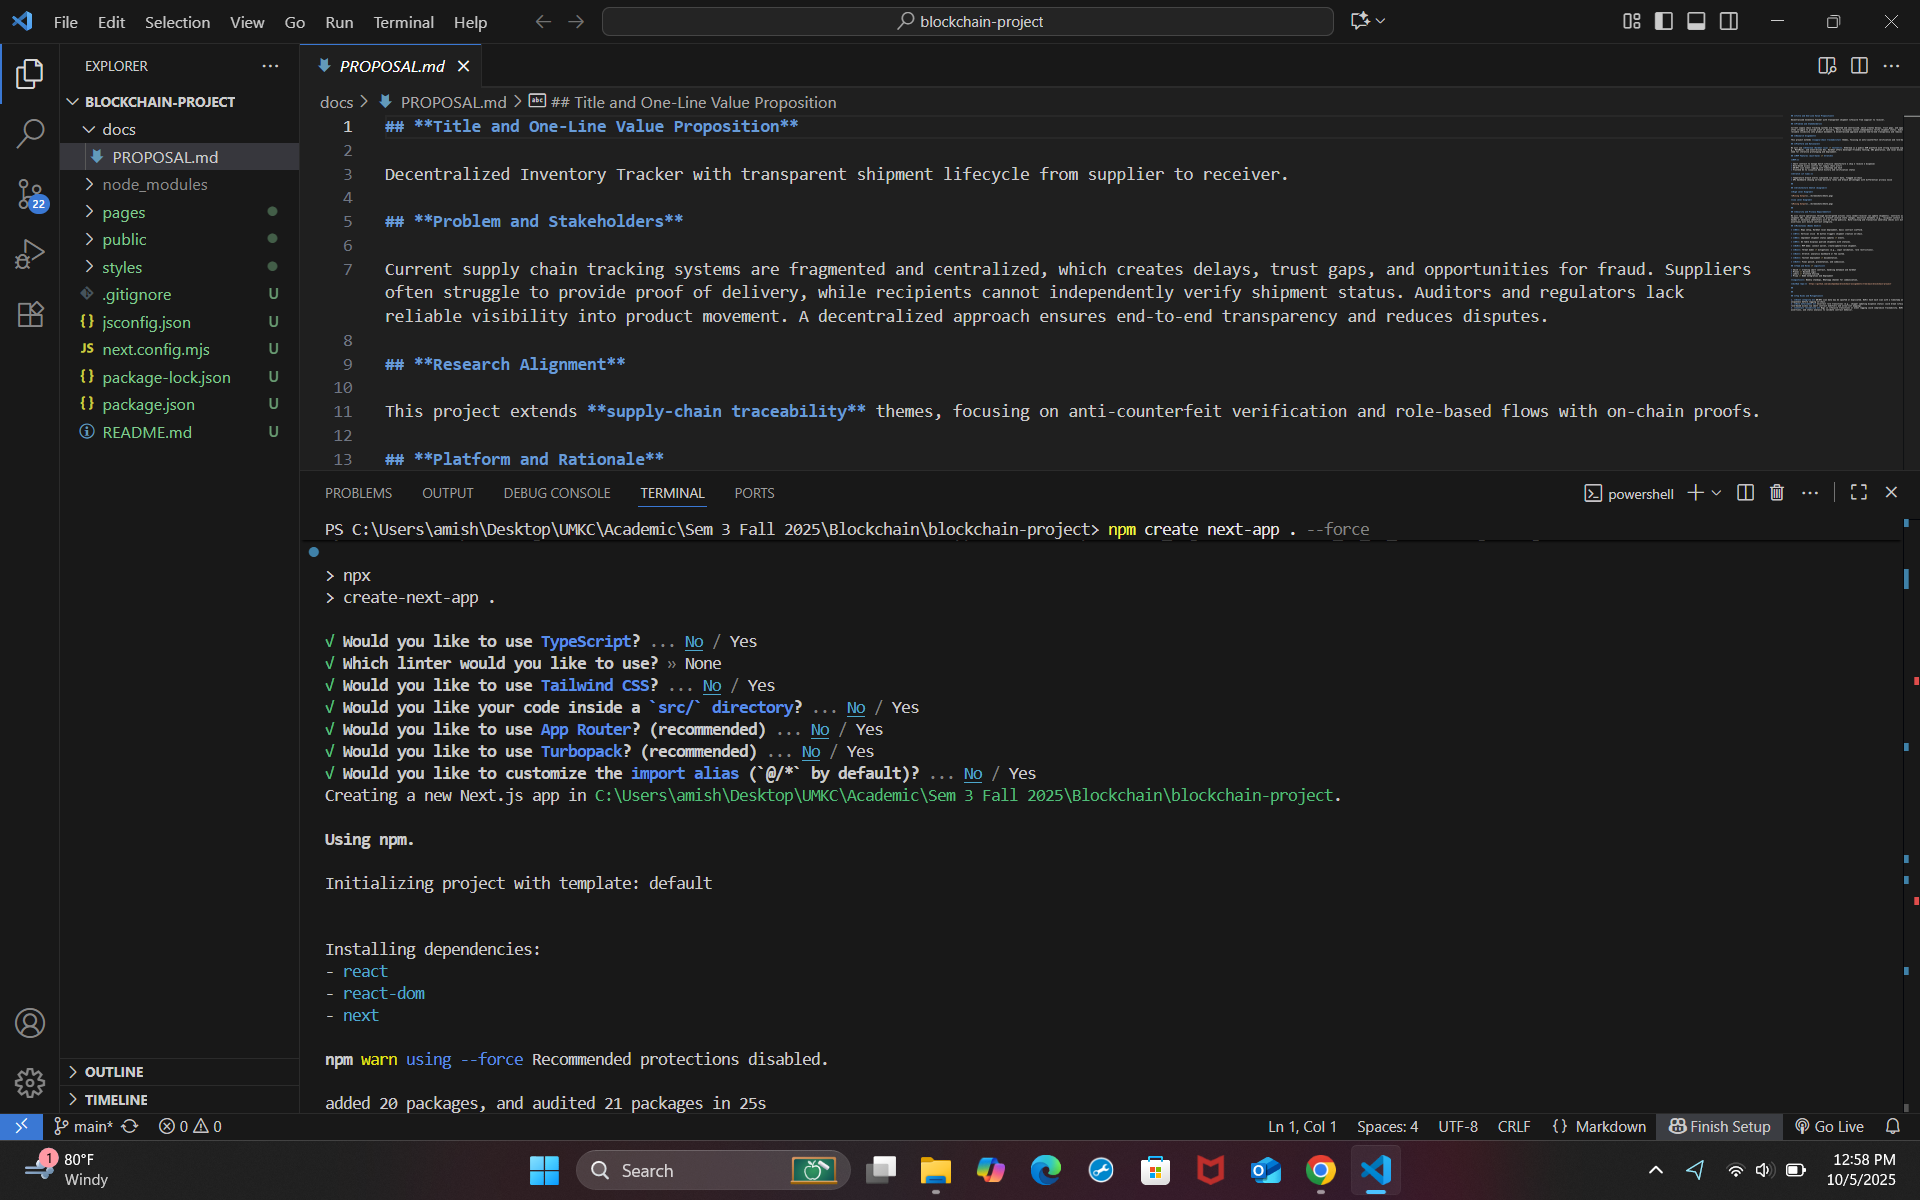 File Edit Selection View Go Run Terminal Help
blockchain-project
EXPLORER
PROPOSAL.md
BLOCKCHAIN-PROJECT
docs > PROPOSAL.md > ## Title and One-Line Value Proposition
docs
PROPOSAL.md
node_modules
pages
public
styles
.gitignore U
{} jsconfig.json U
JS next.config.mjs U
{} package-lock.json U
{} package.json U
README.md U
22
OUTLINE
TIMELINE
1 ## **Title and One-Line Value Proposition**
2
3 Decentralized Inventory Tracker with transparent shipment lifecycle from supplier to receiver.
4
5 ## **Problem and Stakeholders**
6
7 Current supply chain tracking systems are fragmented and centralized, which creates delays, trust gaps, and opportunities for fraud. Suppliers
often struggle to provide proof of delivery, while recipients cannot independently verify shipment status. Auditors and regulators lack
reliable visibility into product movement. A decentralized approach ensures end-to-end transparency and reduces disputes.
8
9 ## **Research Alignment**
10
11 This project extends **supply-chain traceability** themes, focusing on anti-counterfeit verification and role-based flows with on-chain proofs.
12
13 ## **Platform and Rationale**
PROBLEMS OUTPUT DEBUG CONSOLE TERMINAL PORTS
powershell
PS C:\Users\amish\Desktop\UMKC\Academic\Sem 3 Fall 2025\Blockchain\blockchain-project> npm create next-app . --force
> npx
> create-next-app .
√ Would you like to use TypeScript? ... No / Yes
√ Which linter would you like to use? » None
√ Would you like to use Tailwind CSS? ... No / Yes
√ Would you like your code inside a `src/` directory? ... No / Yes
√ Would you like to use App Router? (recommended) ... No / Yes
√ Would you like to use Turbopack? (recommended) ... No / Yes
√ Would you like to customize the import alias (`@/*` by default)? ... No / Yes
Creating a new Next.js app in C:\Users\amish\Desktop\UMKC\Academic\Sem 3 Fall 2025\Blockchain\blockchain-project.
Using npm.
Initializing project with template: default
Installing dependencies:
- react
- react-dom
- next
npm warn using --force Recommended protections disabled.
added 20 packages, and audited 21 packages in 25s
main* 0 0
Ln 1, Col 1 Spaces: 4 UTF-8 CRLF {} Markdown Finish Setup Go Live
1
80°F
Windy
Search
12:58 PM
10/5/2025